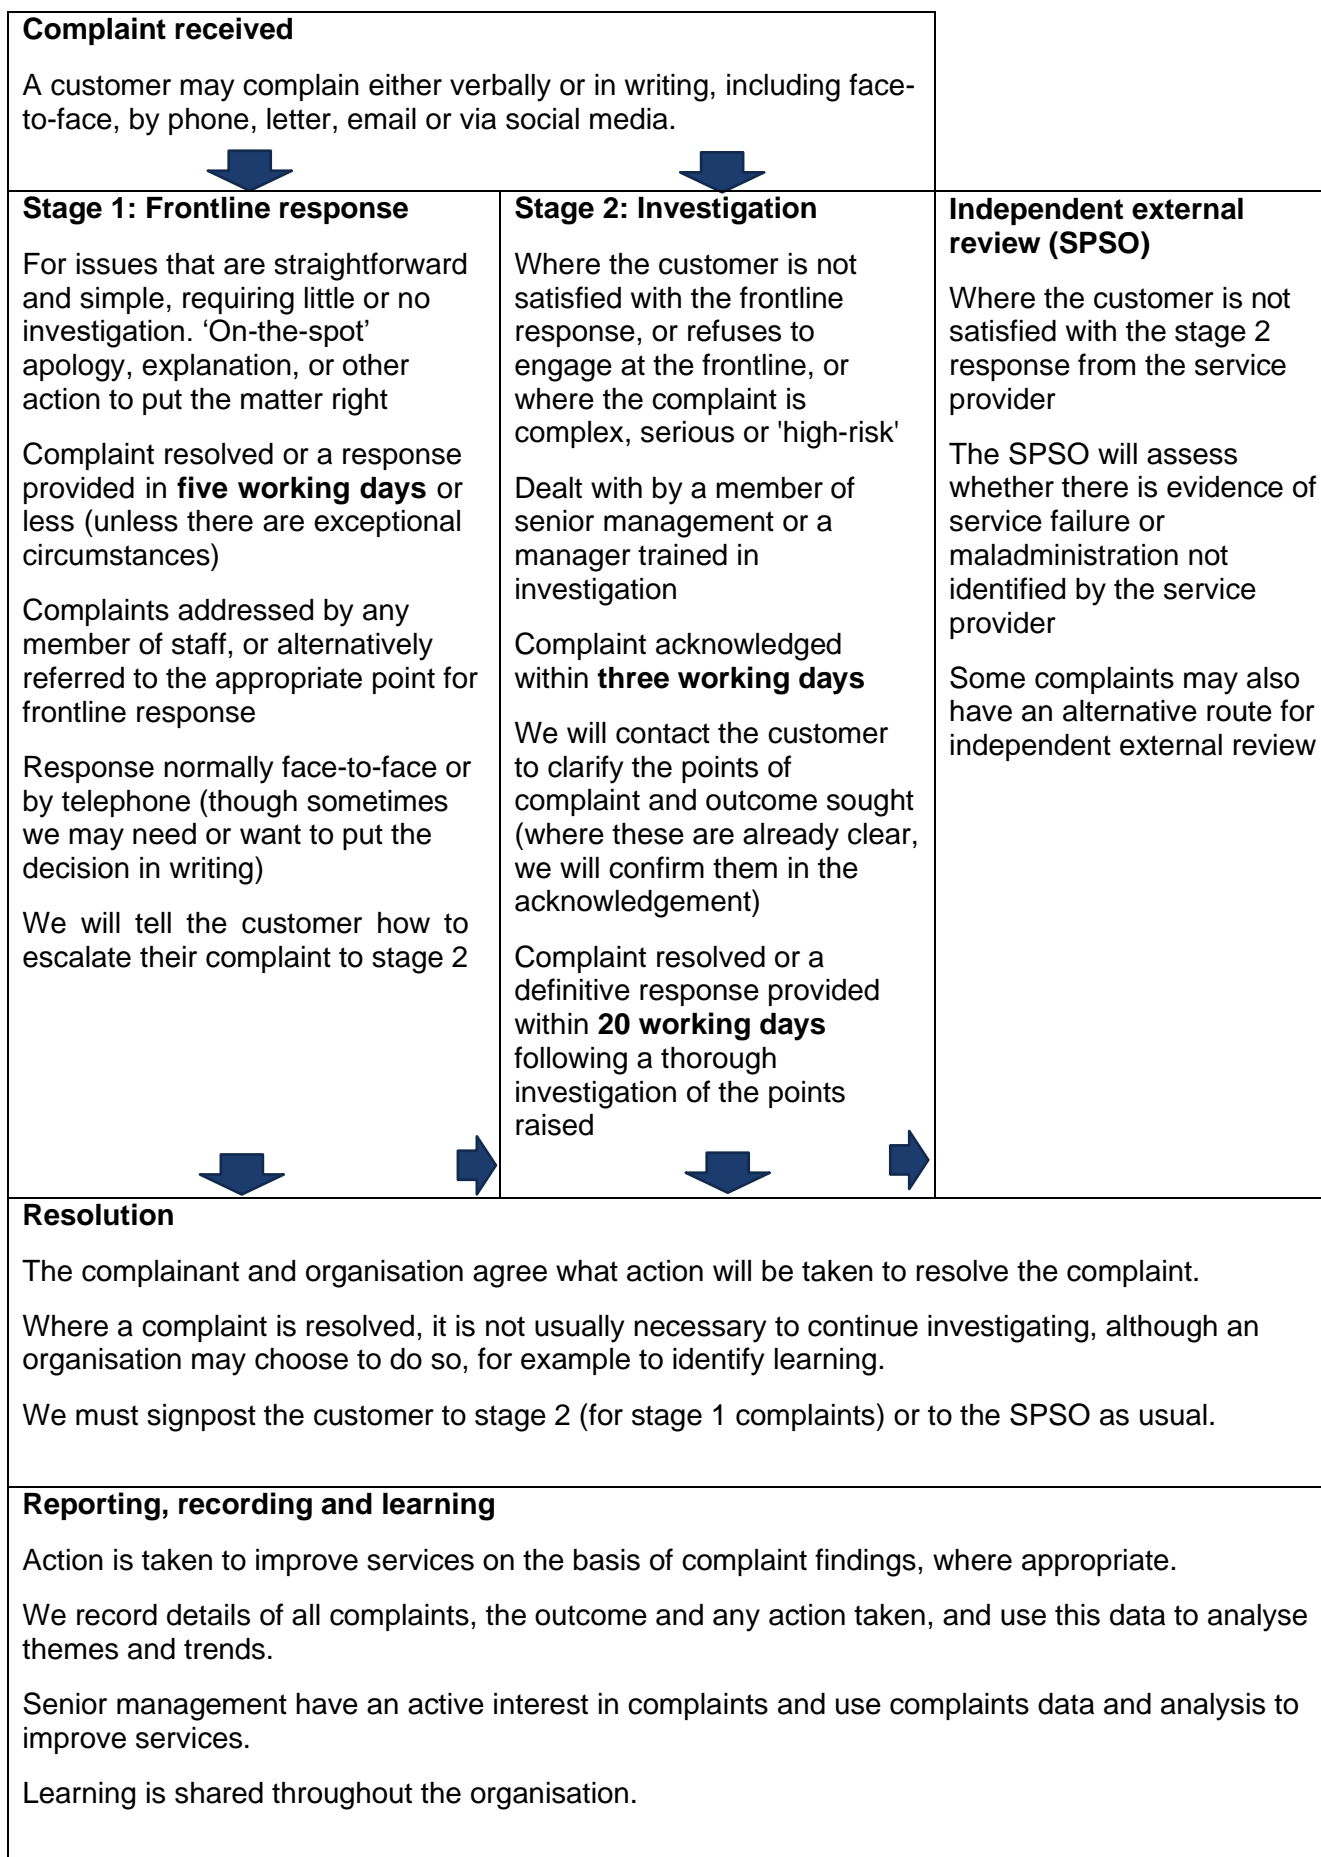 Complaint received
A customer may complain either verbally or in writing, including face-
to-face, by phone, letter, email or via social media.
Stage 1: Frontline response
For issues that are straightforward
and simple, requiring little or no
investigation. ‘On-the-spot’
apology, explanation, or other
action to put the matter right
Complaint resolved or a response
provided in five working days or
less (unless there are exceptional
circumstances)
Complaints addressed by any
member of staff, or alternatively
referred to the appropriate point for
frontline response
Response normally face-to-face or
by telephone (though sometimes
we may need or want to put the
decision in writing)
We will tell the customer how to
escalate their complaint to stage 2
Stage 2: Investigation
Where the customer is not
satisfied with the frontline
response, or refuses to
engage at the frontline, or
where the complaint is
complex, serious or 'high-risk'
Dealt with by a member of
senior management or a
manager trained in
investigation
Complaint acknowledged
within three working days
We will contact the customer
to clarify the points of
complaint and outcome sought
(where these are already clear,
we will confirm them in the
acknowledgement)
Complaint resolved or a
definitive response provided
within 20 working days
following a thorough
investigation of the points
raised
Independent external
review (SPSO)
Where the customer is not
satisfied with the stage 2
response from the service
provider
The SPSO will assess
whether there is evidence of
service failure or
maladministration not
identified by the service
provider
Some complaints may also
have an alternative route for
independent external review
Resolution
The complainant and organisation agree what action will be taken to resolve the complaint.
Where a complaint is resolved, it is not usually necessary to continue investigating, although an
organisation may choose to do so, for example to identify learning.
We must signpost the customer to stage 2 (for stage 1 complaints) or to the SPSO as usual.
Reporting, recording and learning
Action is taken to improve services on the basis of complaint findings, where appropriate.
We record details of all complaints, the outcome and any action taken, and use this data to analyse
themes and trends.
Senior management have an active interest in complaints and use complaints data and analysis to
improve services.
Learning is shared throughout the organisation.